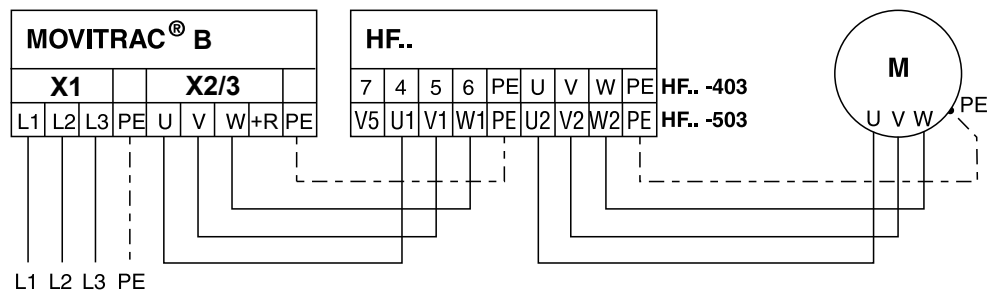 MOVITRAC® B
X1 X2/3
L1 L2 L3 PE U V W +R PE
L1 L2 L3 PE
HF..
7 4 5 6 PE U V W PE HF.. -403
V5 U1 V1 W1 PE U2 V2 W2 PE HF.. -503
M
U V W PE